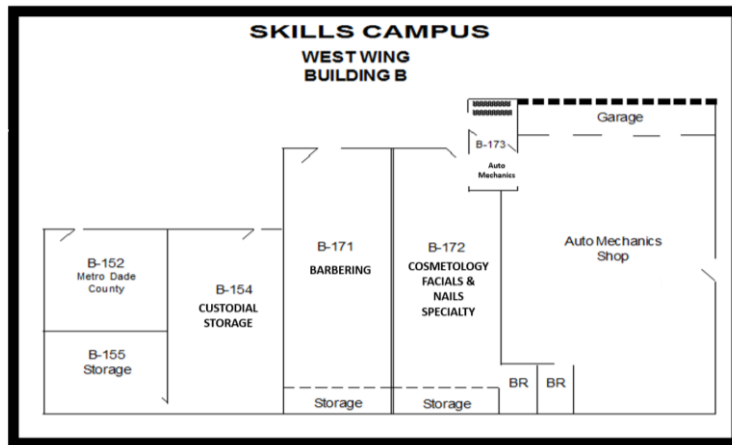 SKILLS CAMPUS
WEST WING
BUILDING B
Garage
B-173
Auto
Mechanics
B-171
BARBERING
B-172
COSMETOLOGY
FACIALS &
NAILS
SPECIALTY
Auto Mechanics
Shop
B-152
Metro Dade
County
B-154
CUSTODIAL
STORAGE
B-155
Storage
BR
BR
Storage
Storage